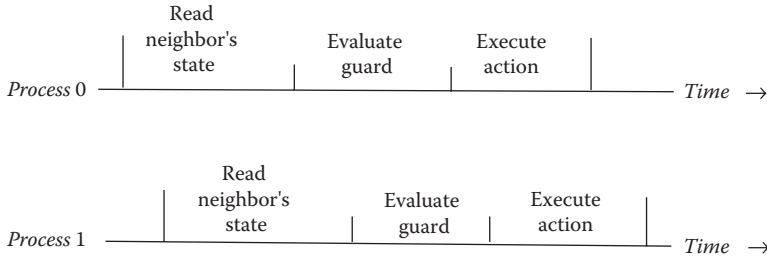 Read
neighbor's
state
Evaluate
guard
Execute
action
Process 0
Time →
Read
neighbor's
state
Evaluate
guard
Execute
action
Process 1
Time →